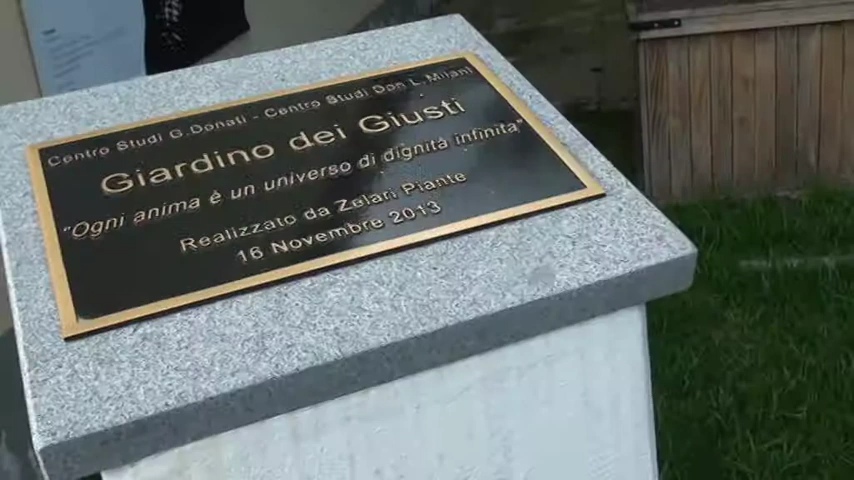 Centro Studi G.Donati - Centro Studi Don L. Milani
Giardino dei Giusti
"Ogni anima è un universo di dignità infinita"
Realizzato da Zelari Piante
16 Novembre 2013